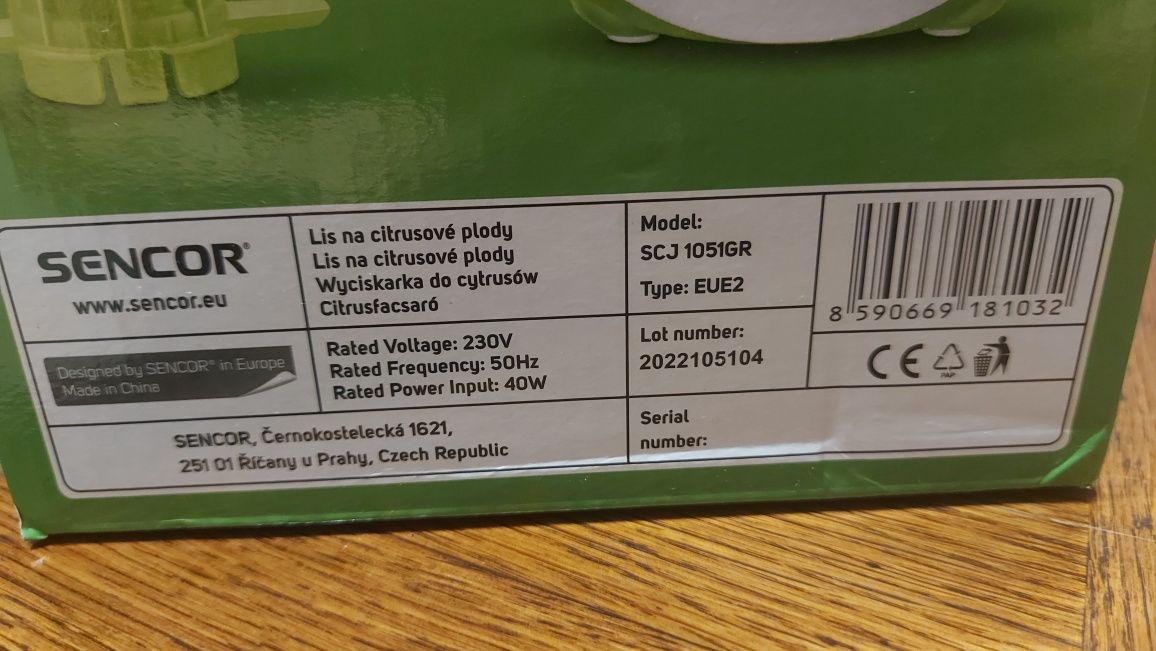 SENCOR®
www.sencor.eu
Designed by SENCOR® in Europe
Made in China
Lis na citrusové plody
Lis na citrusové plody
Wyciskarka do cytrusów
Citrusfacsaró
Rated Voltage: 230V
Rated Frequency: 50Hz
Rated Power Input: 40W
SENCOR, Černokostelecká 1621,
251 01 Říčany u Prahy, Czech Republic
Model:
SCJ 1051GR
Type: EUE2
Lot number:
2022105104
Serial
number:
8 590669 181032
CE
PAP